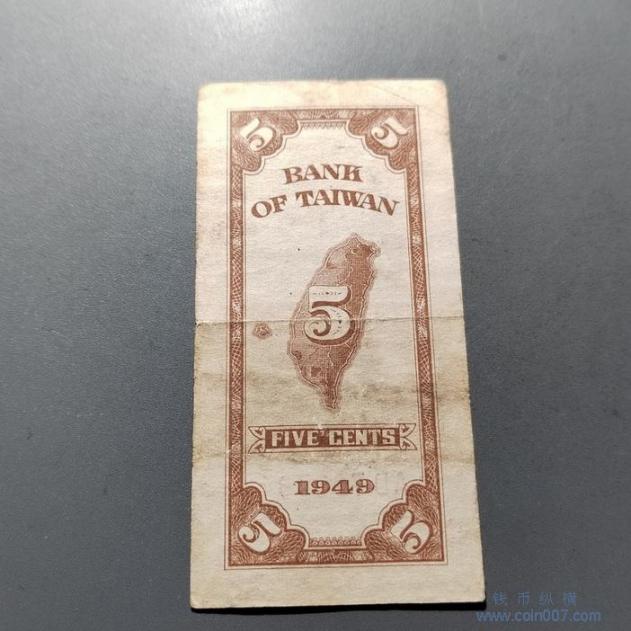 5 5
BANK
OF TAIWAN
5
FIVE CENTS
1949
5 5
钱币纵横
www.coin007.com